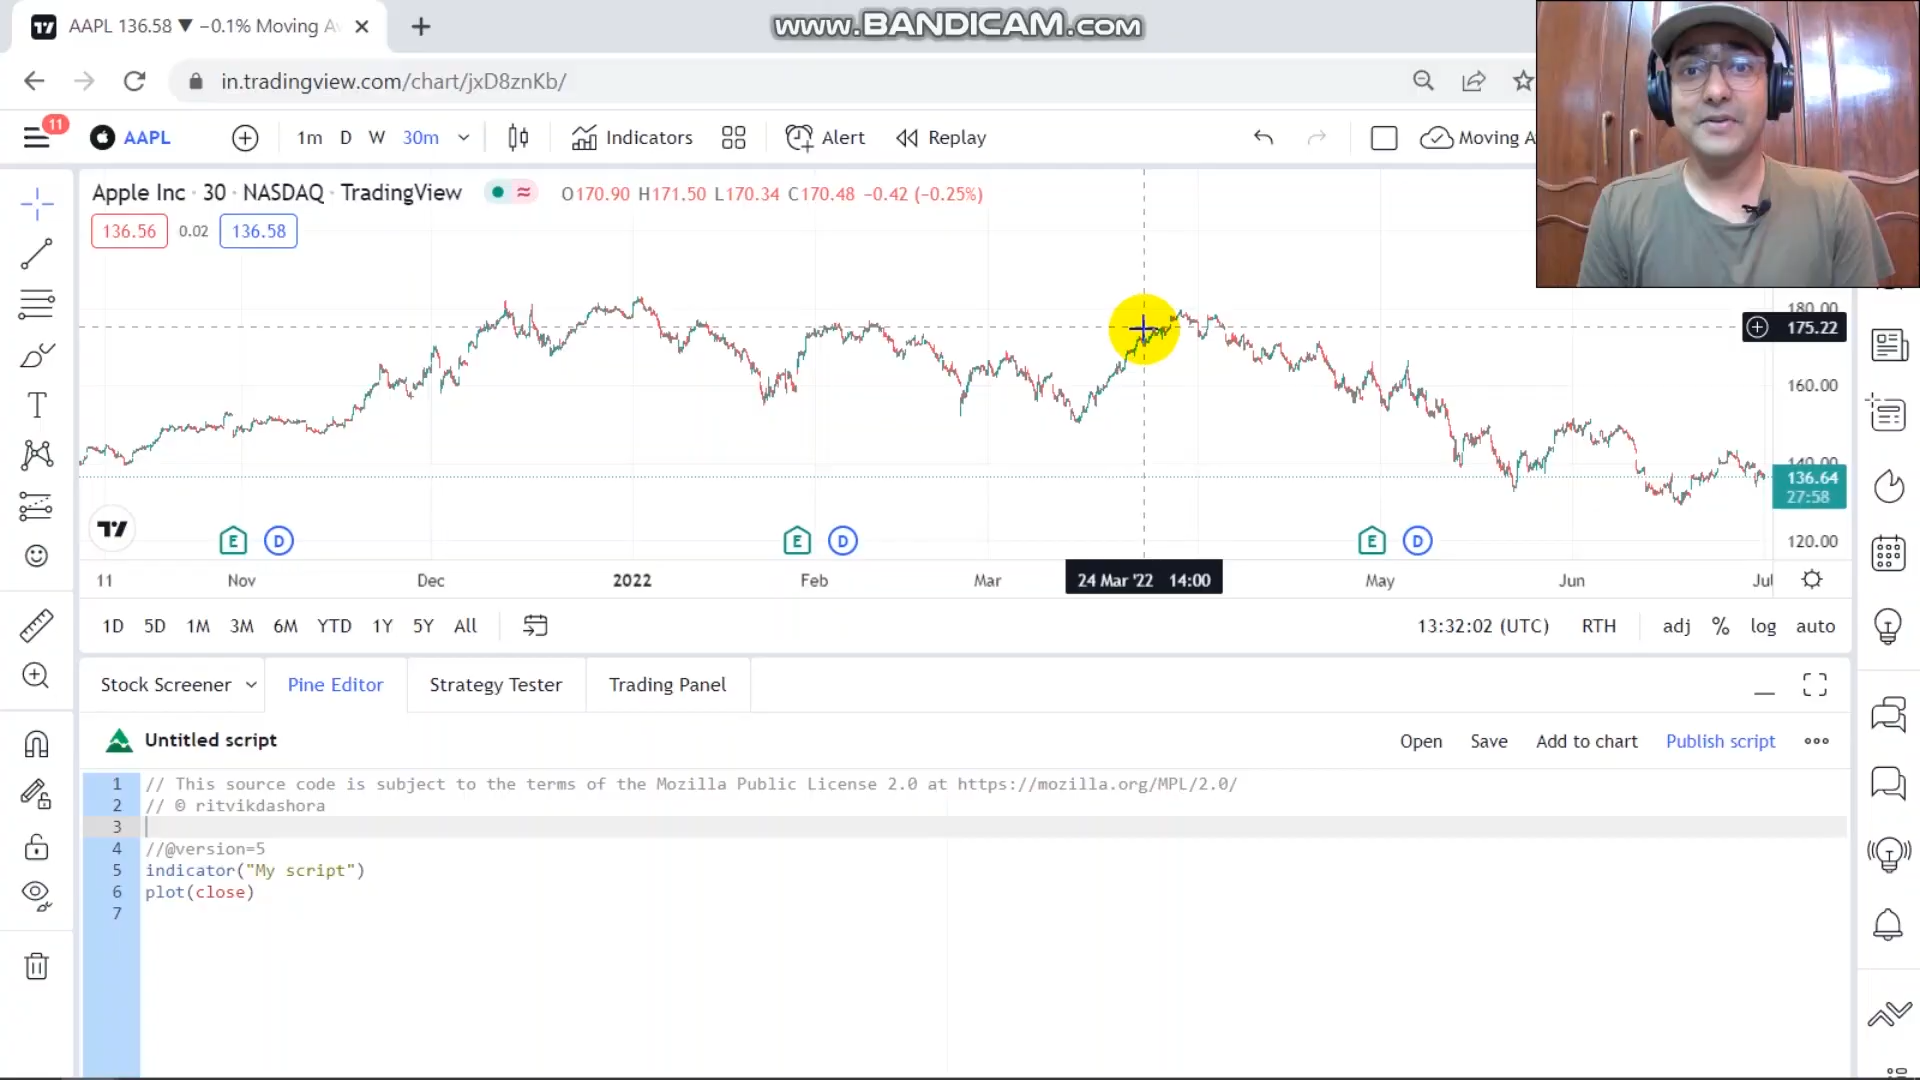 AAPL 136.58 ▼ −0.1% Moving A
www.BANDICAM.com
in.tradingview.com/chart/jxD8znKb/
11
AAPL
1m D W 30m
Indicators
Alert
Replay
Moving A
Apple Inc · 30 · NASDAQ · TradingView
O170.90 H171.50 L170.34 C170.48 −0.42 (−0.25%)
136.56 0.02 136.58
180.00
175.22
160.00
140.00
136.64
27:58
120.00
E D E D E D
11 Nov Dec 2022 Feb Mar 24 Mar '22 14:00 May Jun Jul
1D 5D 1M 3M 6M YTD 1Y 5Y All
13:32:02 (UTC) RTH adj % log auto
Stock Screener Pine Editor Strategy Tester Trading Panel
Untitled script
Open Save Add to chart Publish script
1 // This source code is subject to the terms of the Mozilla Public License 2.0 at https://mozilla.org/MPL/2.0/
2 // © ritvikdashora
3
4 //@version=5
5 indicator("My script")
6 plot(close)
7